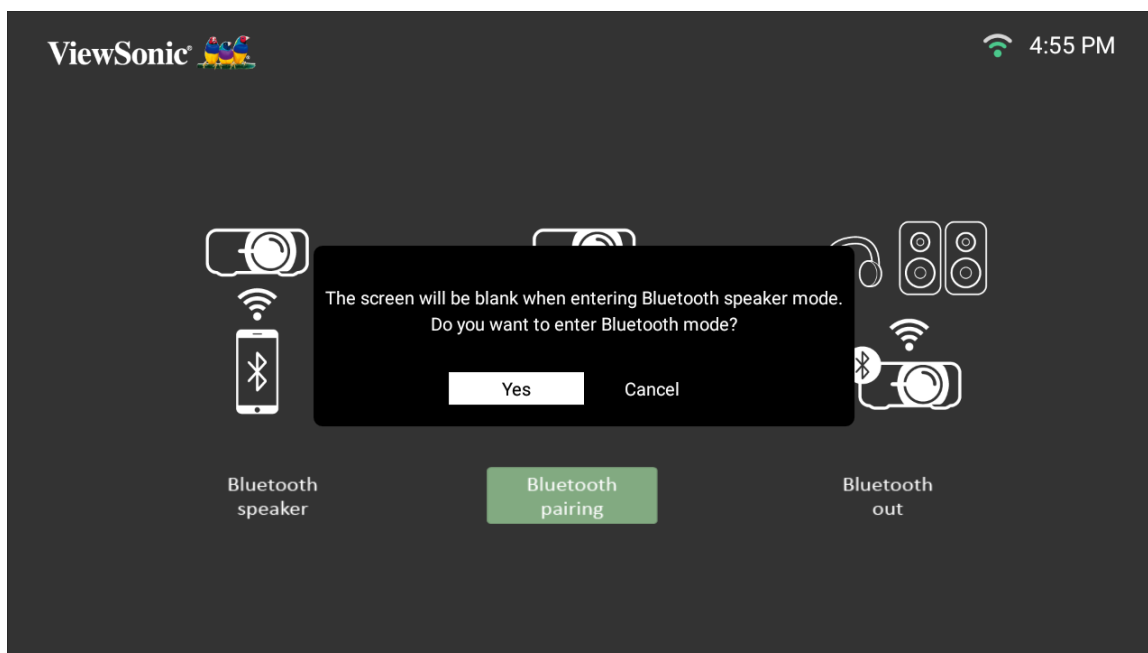 ViewSonic®
4:55 PM
The screen will be blank when entering Bluetooth speaker mode.
Do you want to enter Bluetooth mode?
Yes
Cancel
Bluetooth
speaker
Bluetooth
pairing
Bluetooth
out